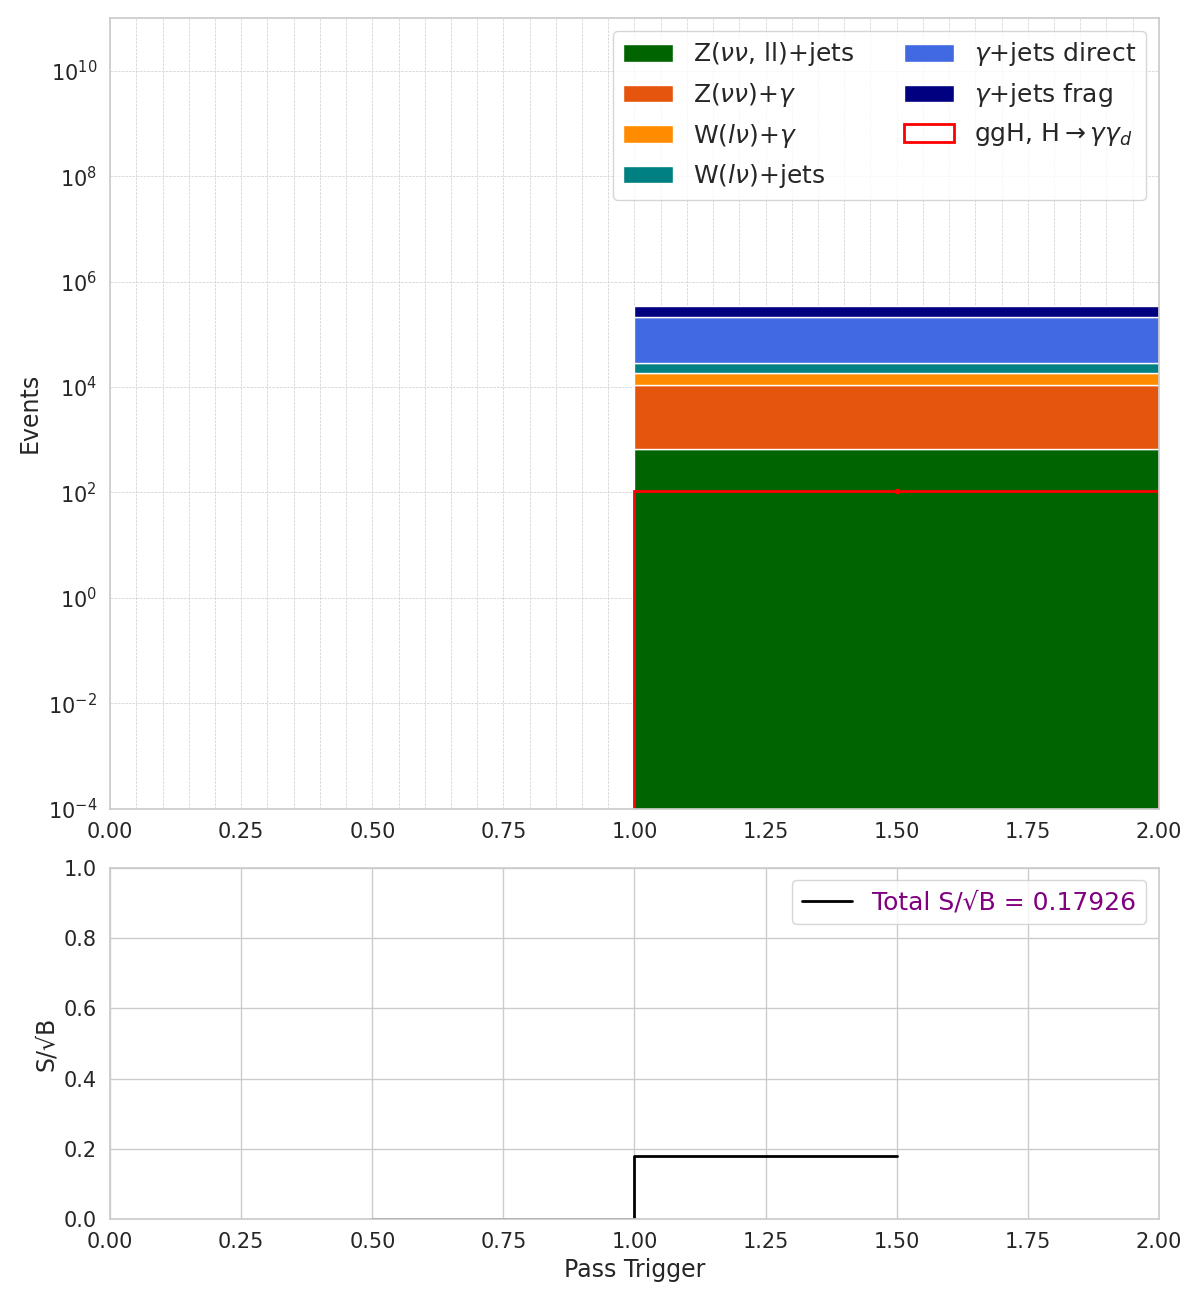 Z(νν, ll)+jets
Z(νν)+γ
W(lν)+γ
W(lν)+jets
γ+jets direct
γ+jets frag
ggH, H→γγ_d
Events
10^10
10^8
10^6
10^4
10^2
10^0
10^−2
10^−4
0.00 0.25 0.50 0.75 1.00 1.25 1.50 1.75 2.00
Total S/√B = 0.17926
S/√B
1.0
0.8
0.6
0.4
0.2
0.0
0.00 0.25 0.50 0.75 1.00 1.25 1.50 1.75 2.00
Pass Trigger